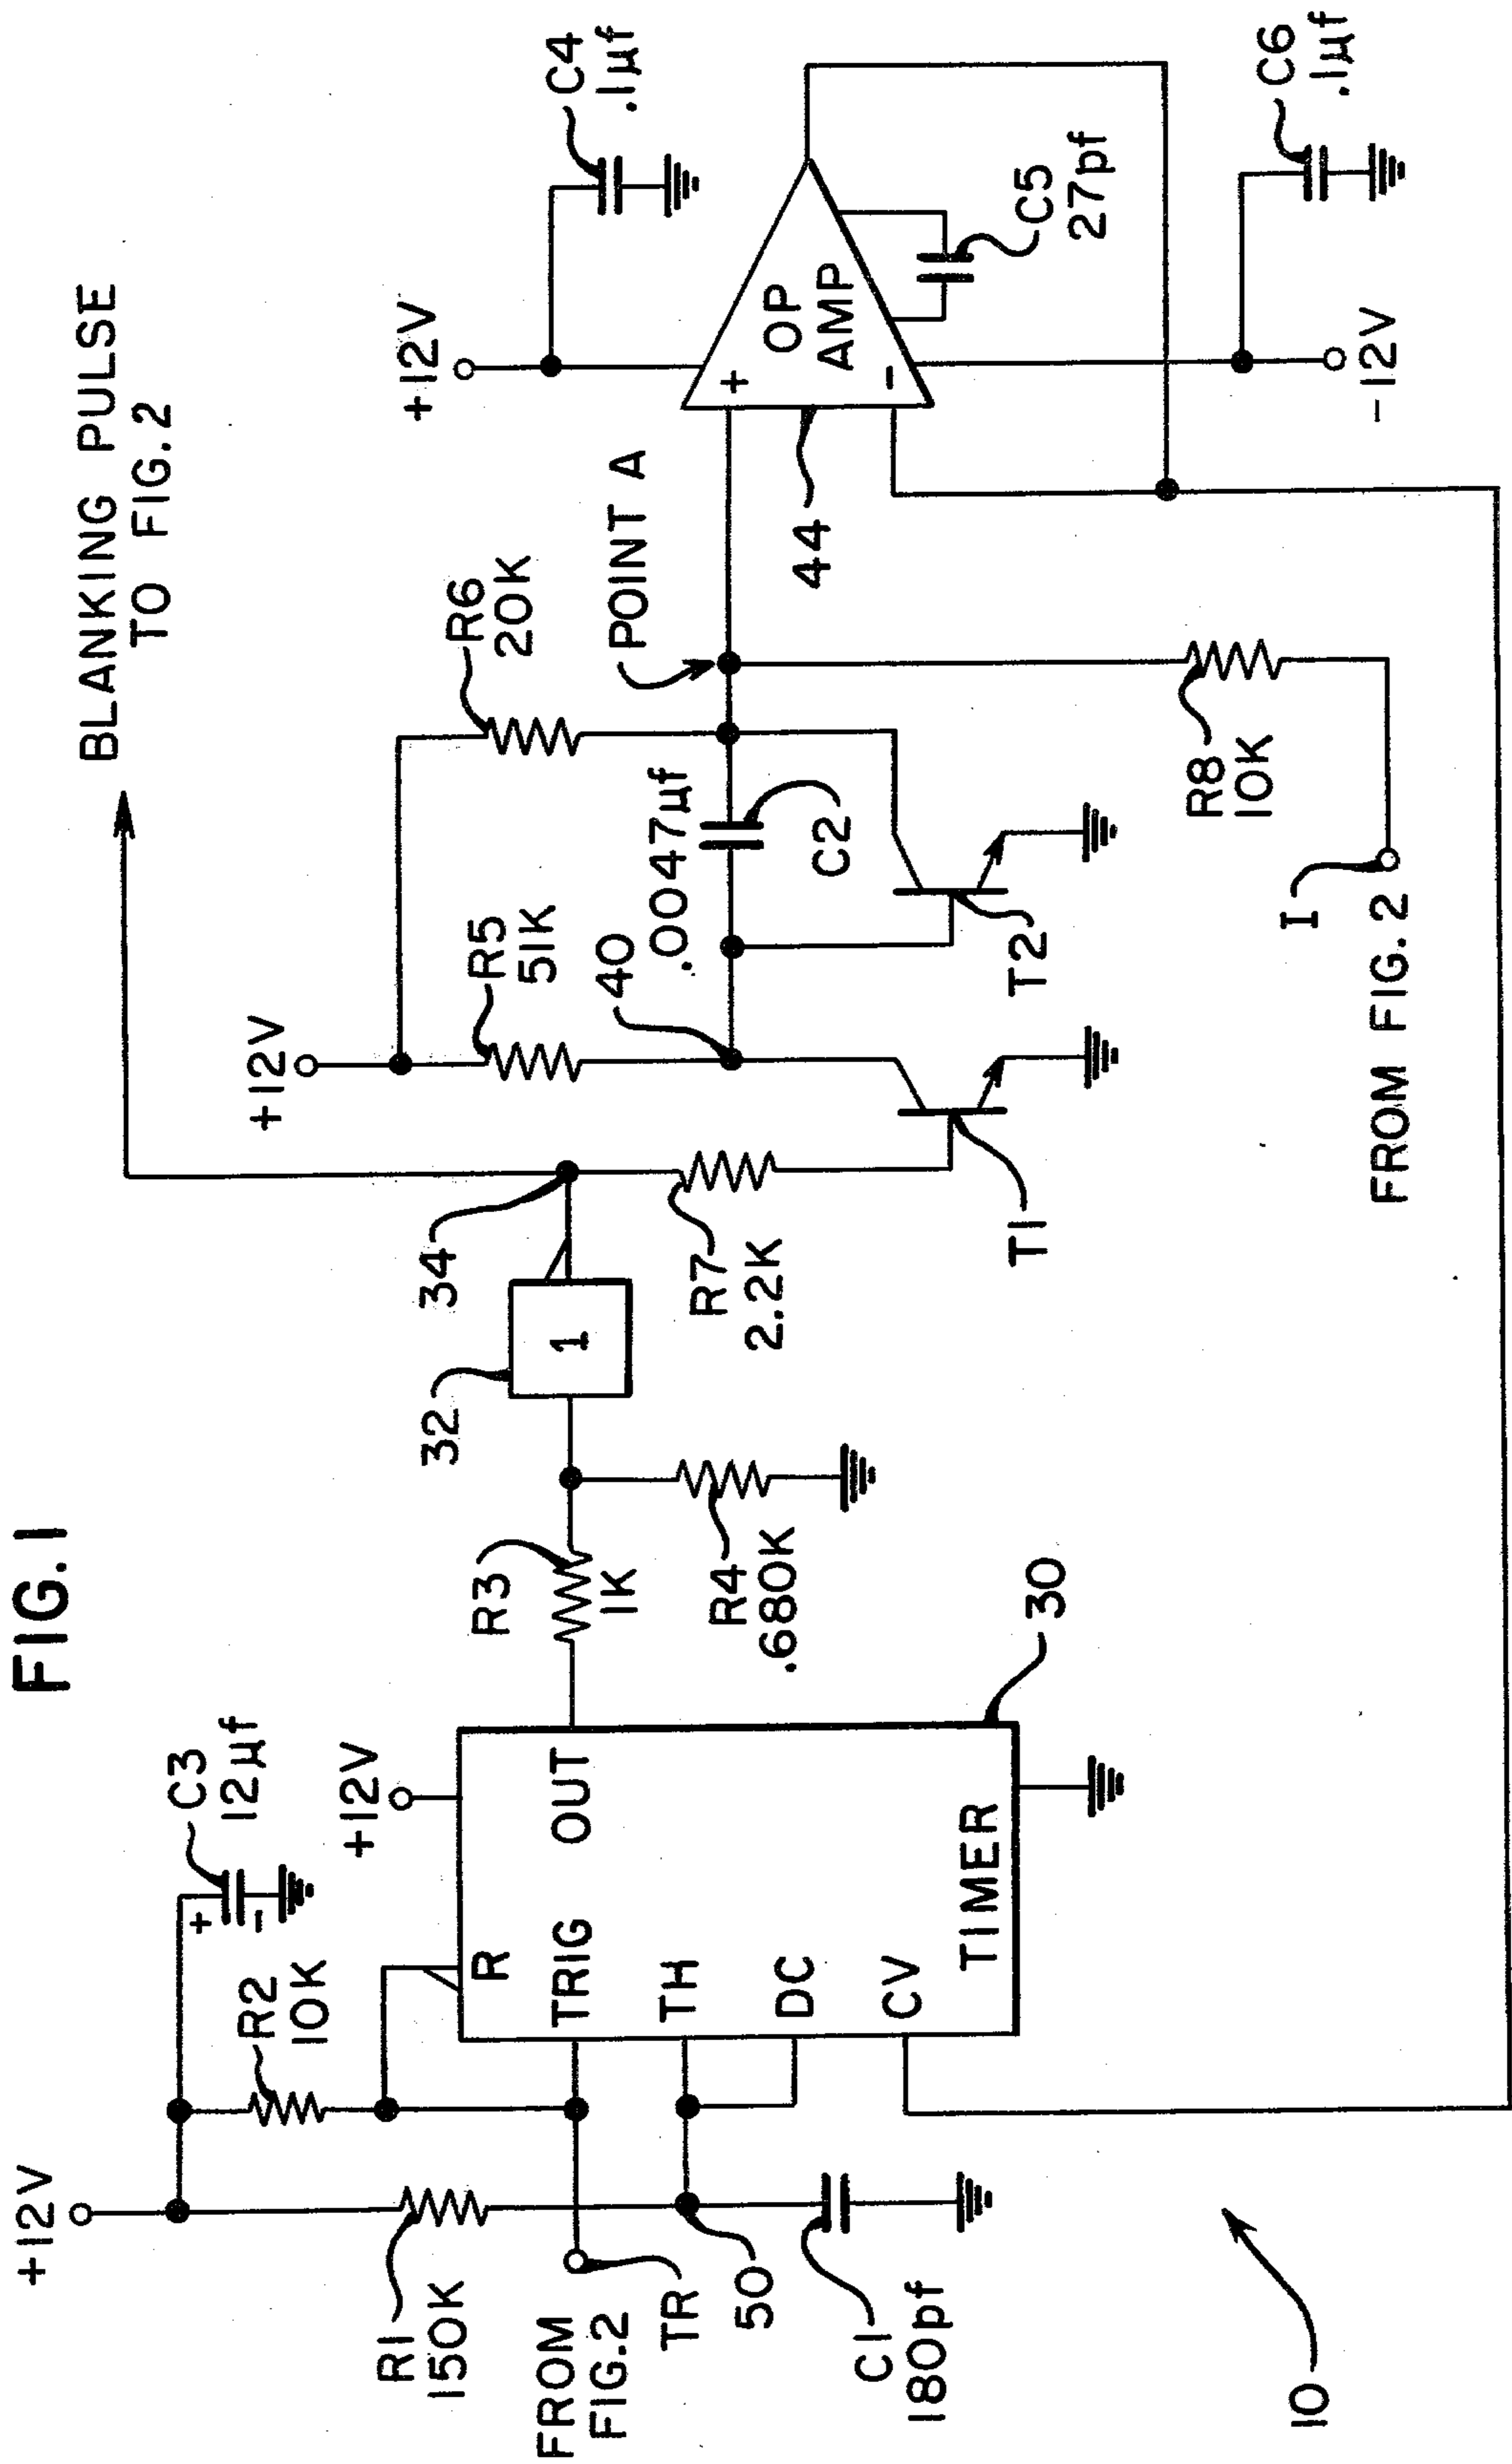 FIG. 1
BLANKING PULSE
TO FIG. 2
+12V
C3
12µf
+
-
R2
10K
R1
150K
FROM
FIG.2
TR
50
C1
180pf
+12V
R
TRIG
OUT
TH
DC
CV
TIMER
30
R3
1K
R4
.680K
32
1
34
R7
2.2K
T1
+12V
R5
51K
40
R6
20K
.0047µf
C2
T2
POINT A
44
+12V
C4
.1µf
+
-
OP
AMP
C5
27pf
C6
.1µf
-12V
R8
10K
I
FROM FIG. 2
10